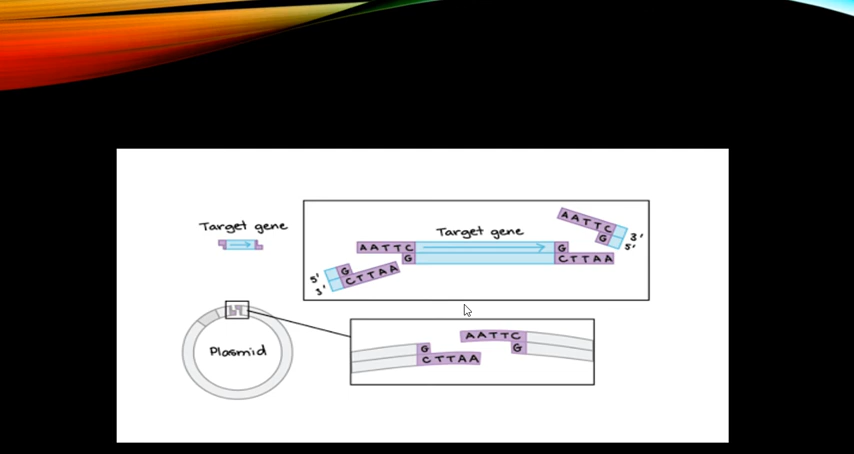 Target gene
Target gene
AATTC
G
3'
5'
AATTC
G
G
CTTAA
5'
3'
G
CTTAA
Plasmid
G
CTTAA
AATTC
G